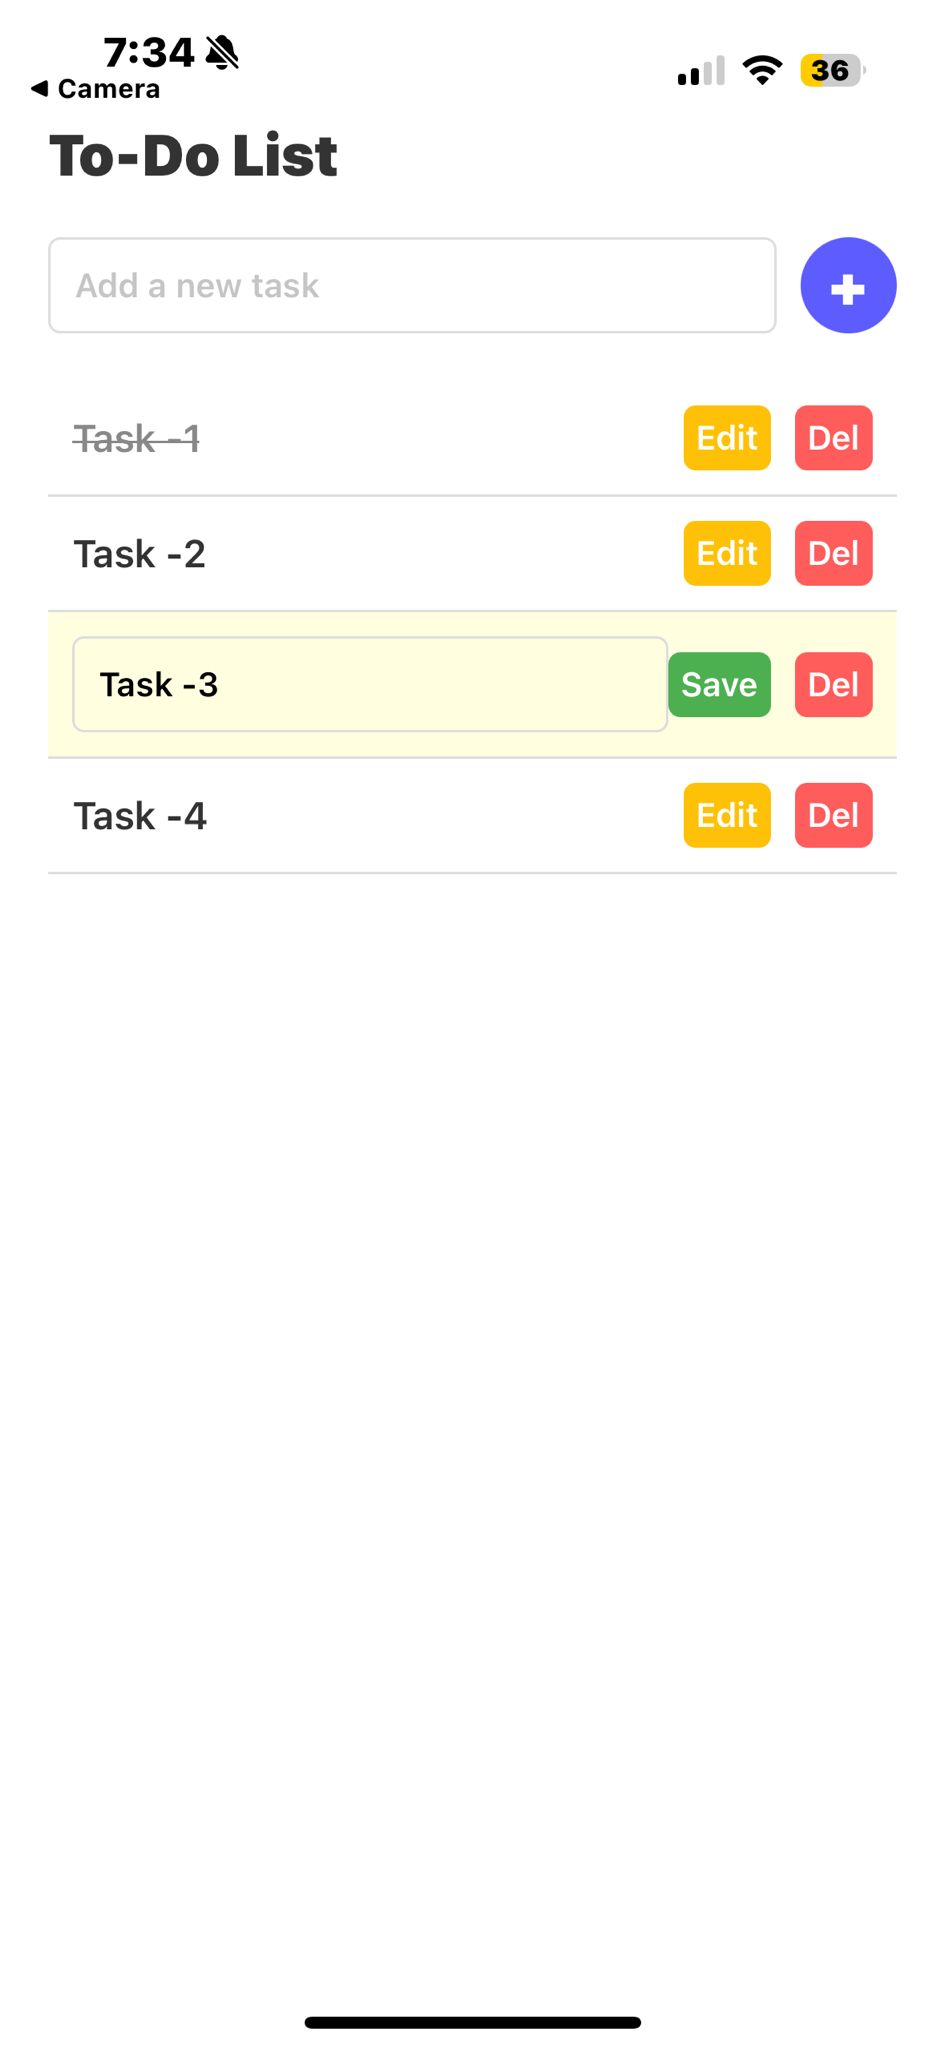 7:34
◀ Camera
36
To-Do List
Add a new task
+
Task -1 Edit Del
Task -2 Edit Del
Task -3 Save Del
Task -4 Edit Del